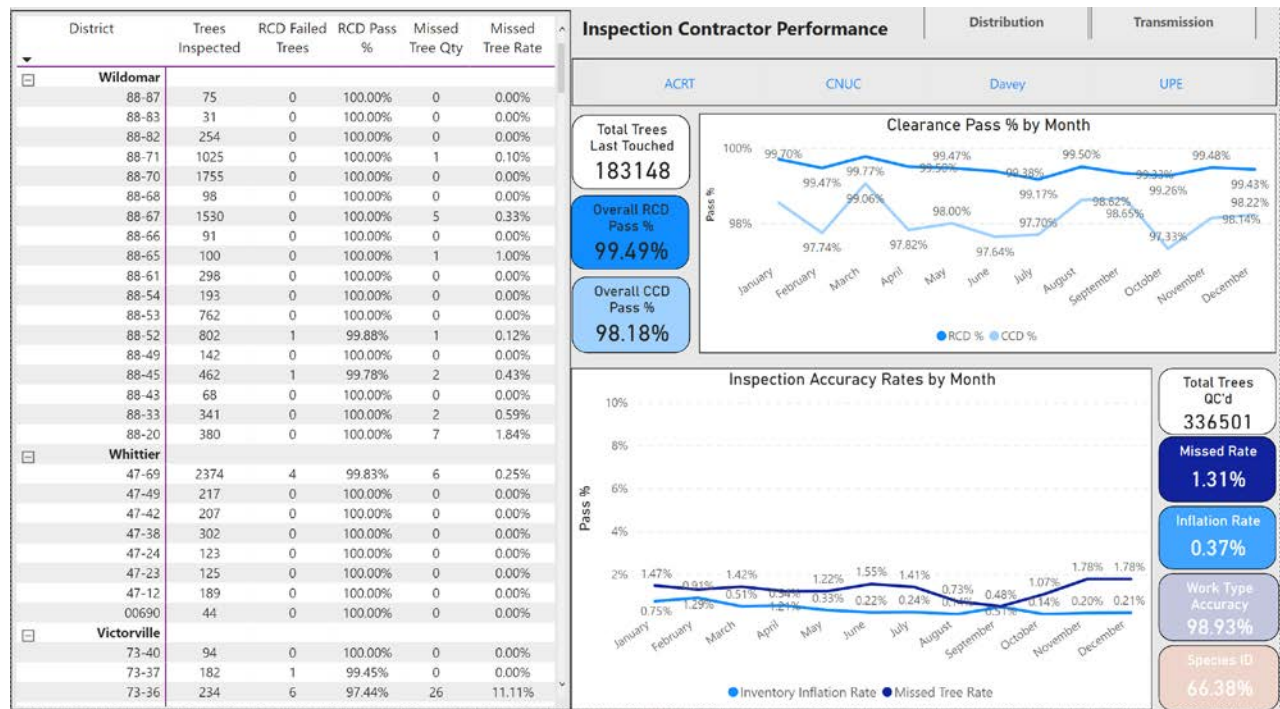 District Trees Inspected RCD Failed Trees RCD Pass % Missed Tree Qty Missed Tree Rate
Wildomar
88-87 75 0 100.00% 0 0.00%
88-83 31 0 100.00% 0 0.00%
88-82 254 0 100.00% 0 0.00%
88-71 1025 0 100.00% 1 0.10%
88-70 1755 0 100.00% 0 0.00%
88-68 98 0 100.00% 0 0.00%
88-67 1530 0 100.00% 5 0.33%
88-66 91 0 100.00% 0 0.00%
88-65 100 0 100.00% 1 1.00%
88-61 298 0 100.00% 0 0.00%
88-54 193 0 100.00% 0 0.00%
88-53 762 0 100.00% 0 0.00%
88-52 802 1 99.88% 1 0.12%
88-49 142 0 100.00% 0 0.00%
88-45 462 1 99.78% 2 0.43%
88-43 68 0 100.00% 0 0.00%
88-33 341 0 100.00% 2 0.59%
88-20 380 0 100.00% 7 1.84%
Whittier
47-69 2374 4 99.83% 6 0.25%
47-49 217 0 100.00% 0 0.00%
47-42 207 0 100.00% 0 0.00%
47-38 302 0 100.00% 0 0.00%
47-24 123 0 100.00% 0 0.00%
47-23 125 0 100.00% 0 0.00%
47-12 189 0 100.00% 0 0.00%
00690 44 0 100.00% 0 0.00%
Victorville
73-40 94 0 100.00% 0 0.00%
73-37 182 1 99.45% 0 0.00%
73-36 234 6 97.44% 26 11.11%
Inspection Contractor Performance
Distribution Transmission
ACRT CNUC Davey UPE
Total Trees
Last Touched
183148
Overall RCD
Pass %
99.49%
Overall CCD
Pass %
98.18%
Clearance Pass % by Month
Pass %
100%
98%
99.70% 99.47% 99.77% 99.50% 99.47% 99.38% 99.17% 99.50% 99.33% 99.26% 99.48% 99.43%
97.74% 99.06% 97.82% 98.00% 97.64% 97.70% 98.62% 98.65% 97.33% 98.14% 98.22%
January February March April May June July August September October November December
RCD % CCD %
Inspection Accuracy Rates by Month
Pass %
10%
8%
6%
4%
2%
1.47% 0.91% 1.42% 0.34% 1.22% 1.55% 1.41% 0.73% 0.48% 1.07% 1.78% 1.78%
0.75% 1.29% 0.51% 1.21% 0.33% 0.22% 0.24% 0.51% 0.14% 0.20% 0.21%
January February March April May June July August September October November December
Inventory Inflation Rate Missed Tree Rate
Total Trees
QC'd
336501
Missed Rate
1.31%
Inflation Rate
0.37%
Work Type
Accuracy
98.93%
Species ID
66.38%